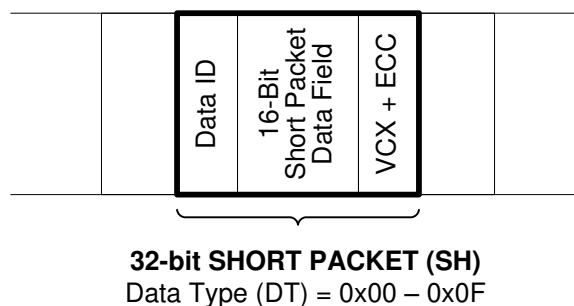 Data ID
16-Bit
Short Packet
Data Field
VCX + ECC
32-bit SHORT PACKET (SH)
Data Type (DT) = 0x00 – 0x0F